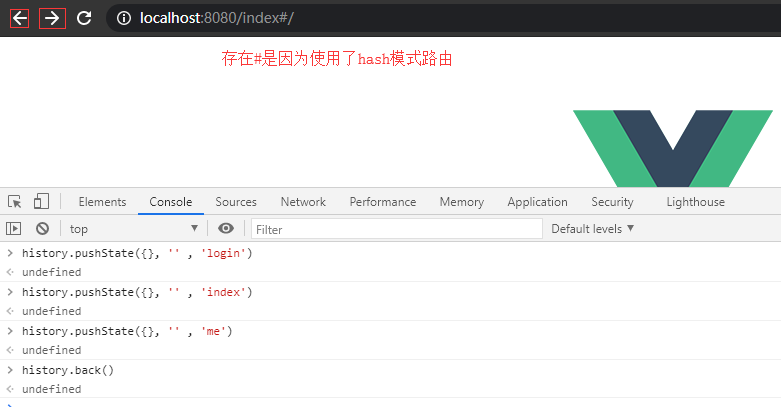 localhost:8080/index#/
存在#是因为使用了hash模式路由
Elements Console Sources Network Performance Memory Application Security Lighthouse
top Filter Default levels
history.pushState({}, '' , 'login')
undefined
history.pushState({}, '' , 'index')
undefined
history.pushState({}, '' , 'me')
undefined
history.back()
undefined